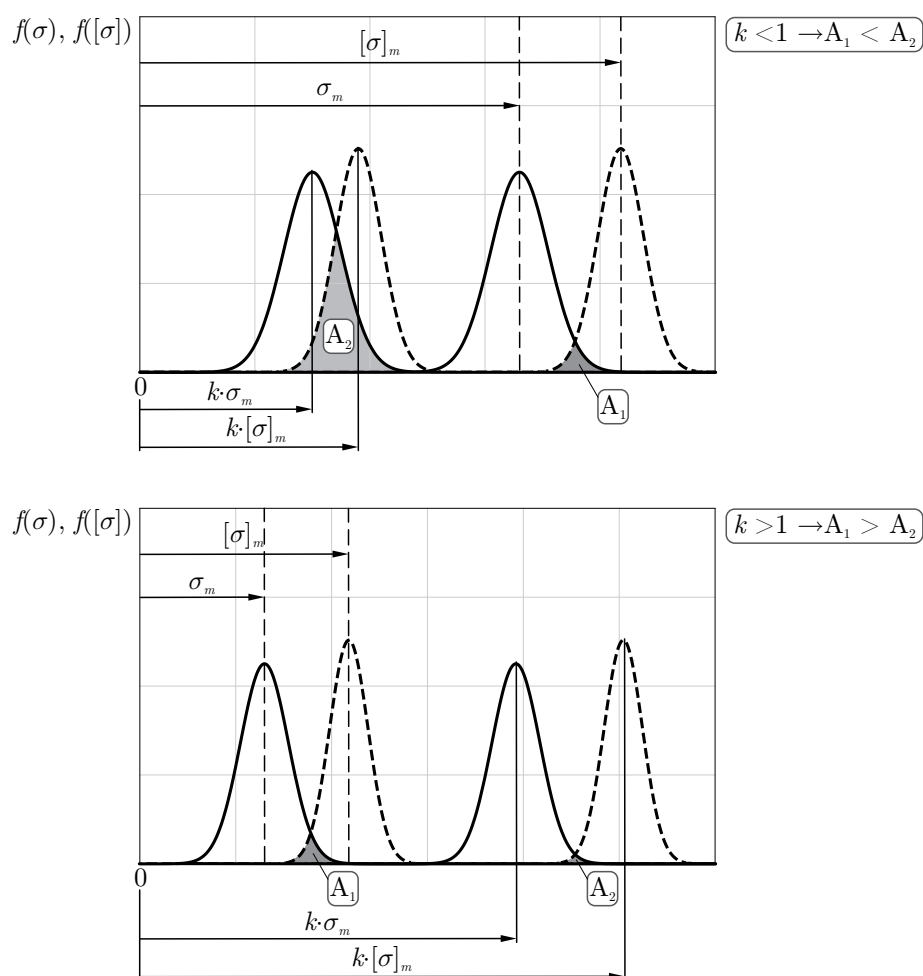 f(σ), f([σ])
k <1 →A₁ < A₂
[σ]ₘ
σₘ
A₂
A₁
0
k·σₘ
k·[σ]ₘ
f(σ), f([σ])
k >1 →A₁ > A₂
[σ]ₘ
σₘ
0
A₁
A₂
k·σₘ
k·[σ]ₘ